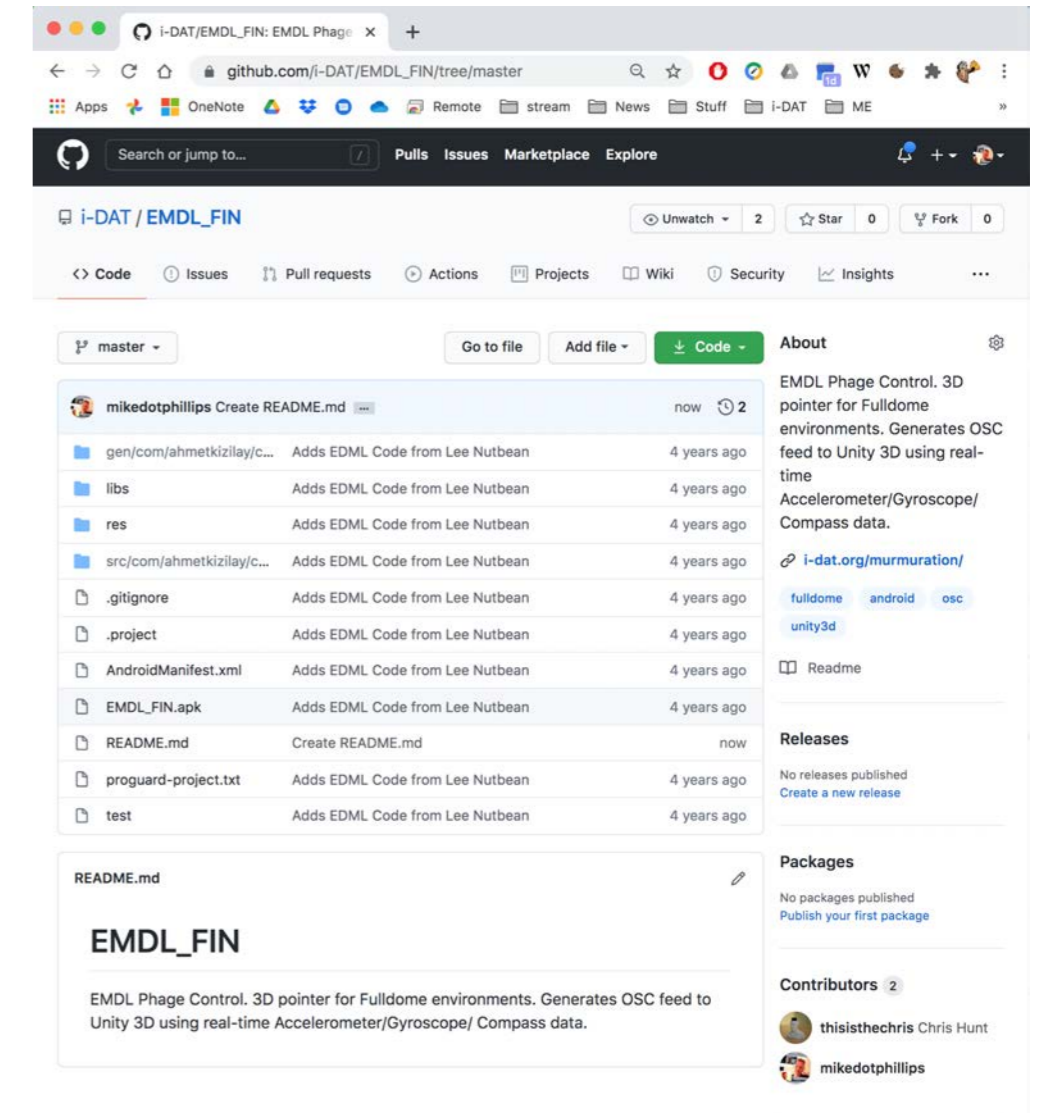 i-DAT/EMDL_FIN: EMDL Phage
github.com/i-DAT/EMDL_FIN/tree/master
1d
W
Apps OneNote Remote stream News Stuff i-DAT ME »
Search or jump to... / Pulls Issues Marketplace Explore
i-DAT / EMDL_FIN Unwatch 2 Star 0 Fork 0
<> Code Issues Pull requests Actions Projects Wiki Security Insights ...
master Go to file Add file Code
mikedotphillips Create README.md ... now 2
gen/com/ahmetkizilay/c... Adds EDML Code from Lee Nutbean 4 years ago
libs Adds EDML Code from Lee Nutbean 4 years ago
res Adds EDML Code from Lee Nutbean 4 years ago
src/com/ahmetkizilay/c... Adds EDML Code from Lee Nutbean 4 years ago
.gitignore Adds EDML Code from Lee Nutbean 4 years ago
.project Adds EDML Code from Lee Nutbean 4 years ago
AndroidManifest.xml Adds EDML Code from Lee Nutbean 4 years ago
EMDL_FIN.apk Adds EDML Code from Lee Nutbean 4 years ago
README.md Create README.md now
proguard-project.txt Adds EDML Code from Lee Nutbean 4 years ago
test Adds EDML Code from Lee Nutbean 4 years ago
README.md
EMDL_FIN
EMDL Phage Control. 3D pointer for Fulldome environments. Generates OSC feed to
Unity 3D using real-time Accelerometer/Gyroscope/ Compass data.
About
EMDL Phage Control. 3D
pointer for Fulldome
environments. Generates OSC
feed to Unity 3D using real-
time
Accelerometer/Gyroscope/
Compass data.
i-dat.org/murmuration/
fulldome android osc
unity3d
Readme
Releases
No releases published
Create a new release
Packages
No packages published
Publish your first package
Contributors 2
thisisthechris Chris Hunt
mikedotphillips